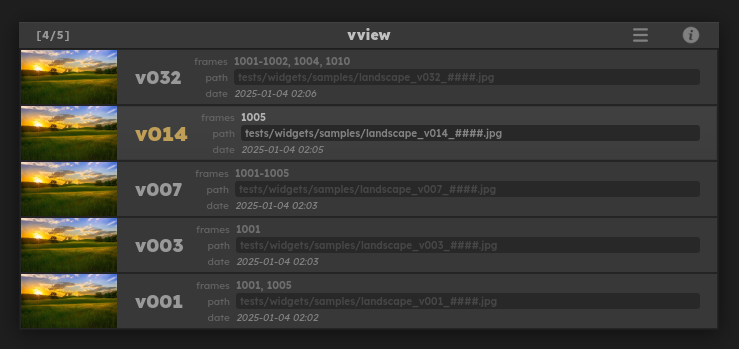 [4/5] vview
v032
frames 1001-1002, 1004, 1010
path tests/widgets/samples/landscape_v032_####.jpg
date 2025-01-04 02:06
v014
frames 1005
path tests/widgets/samples/landscape_v014_####.jpg
date 2025-01-04 02:05
v007
frames 1001-1005
path tests/widgets/samples/landscape_v007_####.jpg
date 2025-01-04 02:03
v003
frames 1001
path tests/widgets/samples/landscape_v003_####.jpg
date 2025-01-04 02:03
v001
frames 1001, 1005
path tests/widgets/samples/landscape_v001_####.jpg
date 2025-01-04 02:02